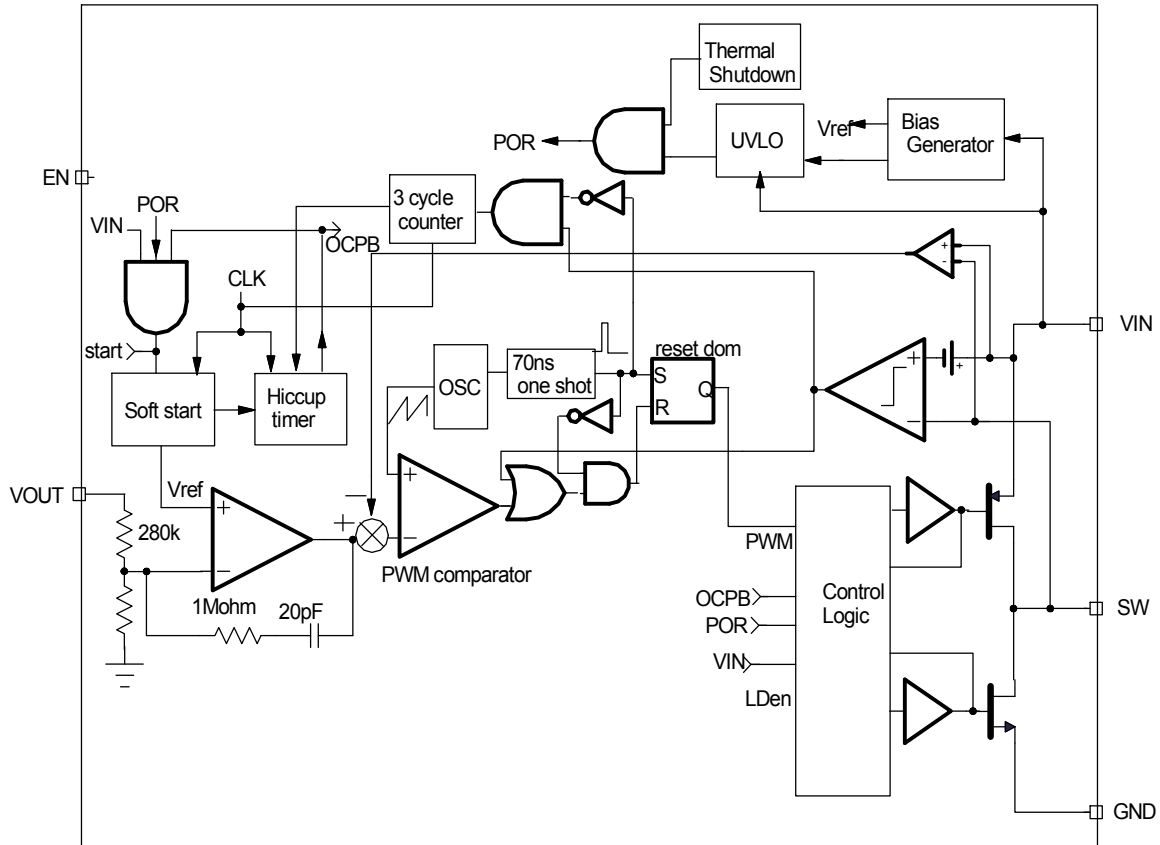 Thermal
Shutdown
POR
UVLO
Vref
Bias
Generator
EN
POR
VIN
OCPB
3 cycle
counter
CLK
start
Soft start
Hiccup
timer
OSC
70ns
one shot
reset dom
S
Q
R
+
-
+
−
+
VIN
VOUT
Vref
280k
+
−
1Mohm
20pF
−
+
+
−
PWM comparator
PWM
OCPB
POR
VIN
LDen
Control
Logic
SW
GND